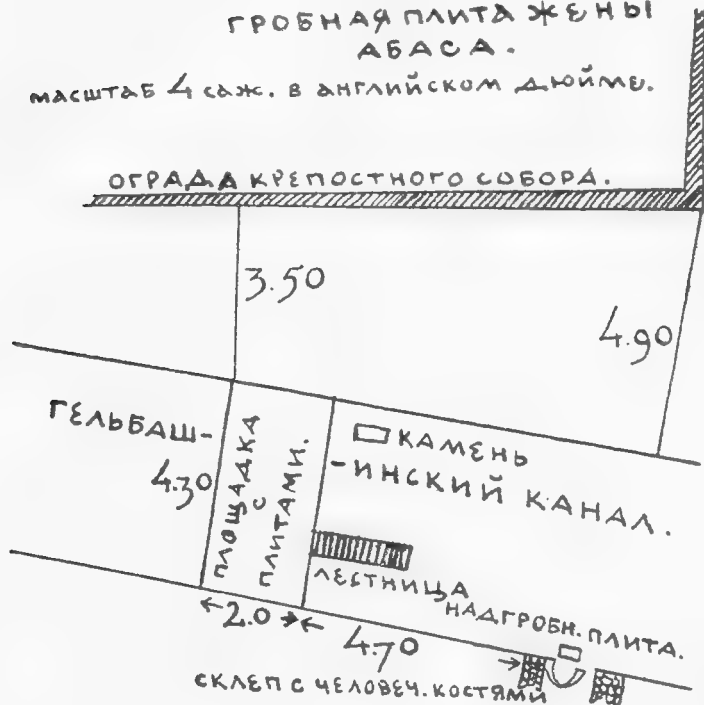 ГРОБНАЯ ПЛИТА ЖЕНЫ
АБАСА.
МАСШТАБ 4 САЖ. В АНГЛИЙСКОМ ДЮЙМЕ.
ОГРАДА КРЕПОСТНОГО СОБОРА.
3.50
4.90
ГЕЛЬБАШ-
4.30
ПЛОЩАДКА
С
ПЛИТАМИ.
КАМЕНЬ
-ИНСКИЙ КАНАЛ.
ЛЕСТНИЦА
НАДГРОБН. ПЛИТА.
2.0
4.70
СКЛЕП С ЧЕЛОВЕЧ. КОСТЯМИ